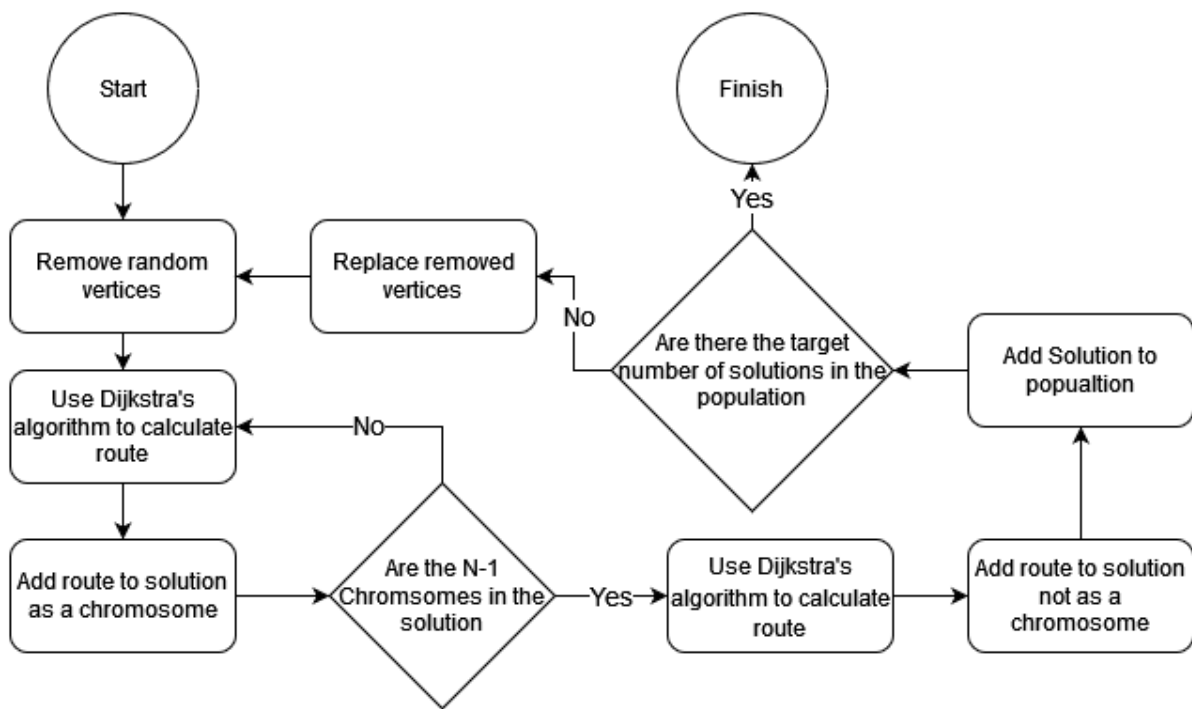 Start
Finish
Remove random
vertices
Replace removed
vertices
Yes
No
Are there the target
number of solutions in the
population
Add Solution to
popualtion
Use Dijkstra's
algorithm to calculate
route
No
Add route to solution
as a chromosome
Are the N-1
Chromsomes in the
solution
Yes
Use Dijkstra's
algorithm to calculate
route
Add route to solution
not as a
chromosome